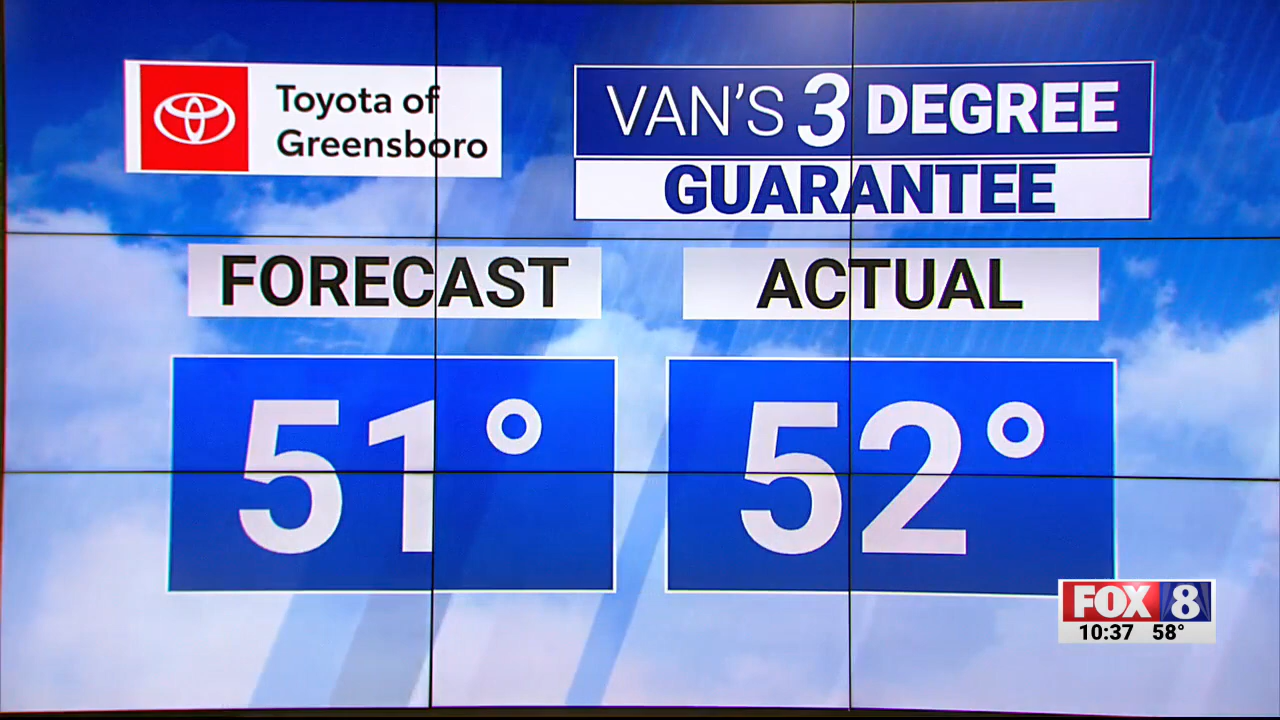 Toyota of
Greensboro
VAN'S 3 DEGREE
GUARANTEE
FORECAST
ACTUAL
51°
52°
FOX 8
10:37 58°